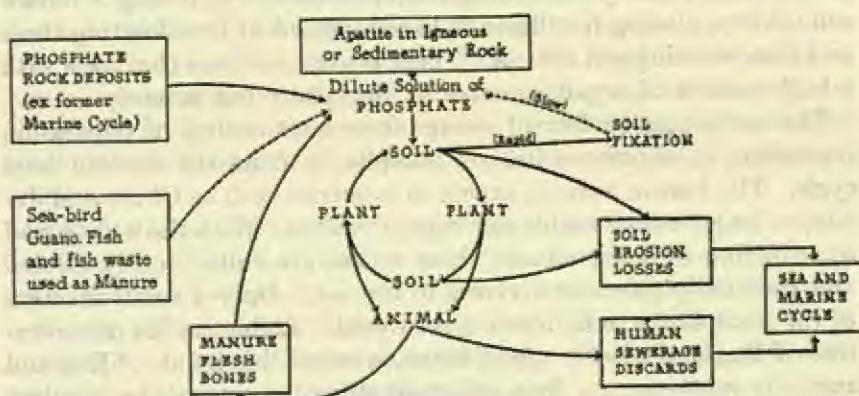 Apatite in Igneous
or Sedimentary Rock
PHOSPHATE
ROCK DEPOSITS
(ex former
Marine Cycle)
Dilute Solution of
PHOSPHATE
(Slow)
SOIL
FIXATION
(Rapid)
SOIL
PLANT
PLANT
Sea-bird
Guano. Fish
and fish waste
used as Manure
SOIL
EROSION
LOSSES
SOIL
SEA AND
MARINE
CYCLE
ANIMAL
MANURE
FLESH
BONES
HUMAN
SEWERAGE
DISCARDS